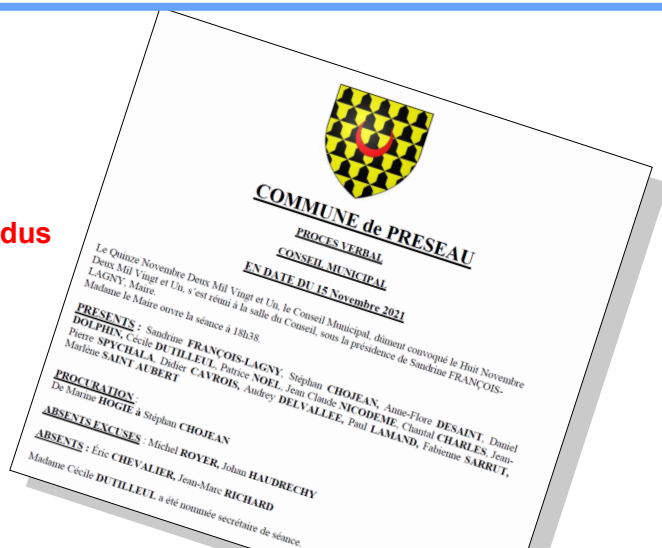 dus
COMMUNE de PRESEAU
PROCES VERBAL
CONSEIL MUNICIPAL
EN DATE DU 15 Novembre 2021
Le Quinze Novembre Deux Mil Vingt et Un, le Conseil Municipal, dûment convoqué le Huit Novembre
Deux Mil Vingt et Un, s'est réuni à la salle du Conseil, sous la présidence de Sandrine FRANÇOIS-
LAGNY, Maire.
Madame le Maire ouvre la séance à 18h38.
PRESENTS : Sandrine FRANÇOIS-LAGNY, Stéphan CHOJEAN, Anne-Flore DESAINT, Daniel
DOLPHIN, Cécile DUTILLEUL, Patrice NOEL, Jean Claude NICODEME, Chantal CHARLES, Jean-
Pierre SPYCHALA, Didier CAVROIS, Audrey DELVALLEE, Paul LAMAND, Fabienne SARRUT,
Marlène SAINT AUBERT
PROCURATION :
De Marine HOGIE à Stéphan CHOJEAN
ABSENTS EXCUSES : Michel ROYER, Johan HAUDRECHY
ABSENTS : Éric CHEVALIER, Jean-Marc RICHARD
Madame Cécile DUTILLEUL a été nommée secrétaire de séance.